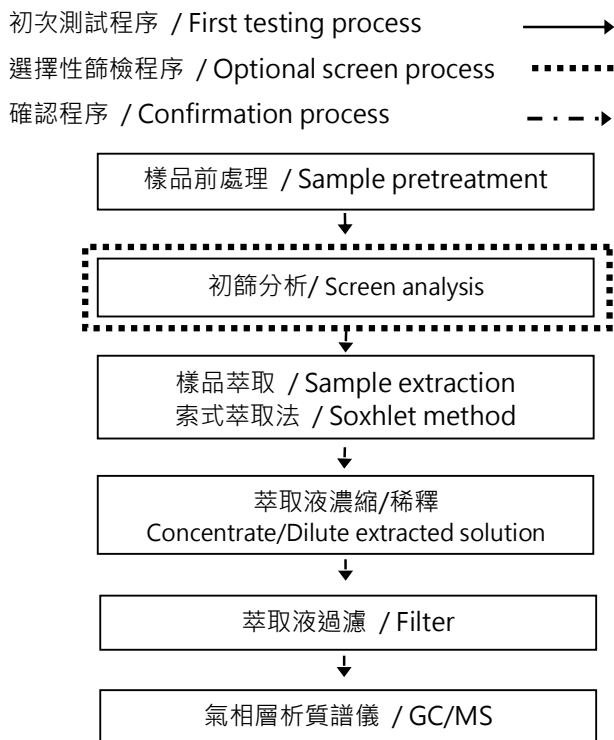 初次測試程序 / First testing process
選擇性篩檢程序 / Optional screen process
確認程序 / Confirmation process
樣品前處理 / Sample pretreatment
初篩分析/ Screen analysis
樣品萃取 / Sample extraction
索式萃取法 / Soxhlet method
萃取液濃縮/稀釋
Concentrate/Dilute extracted solution
萃取液過濾 / Filter
氣相層析質譜儀 / GC/MS